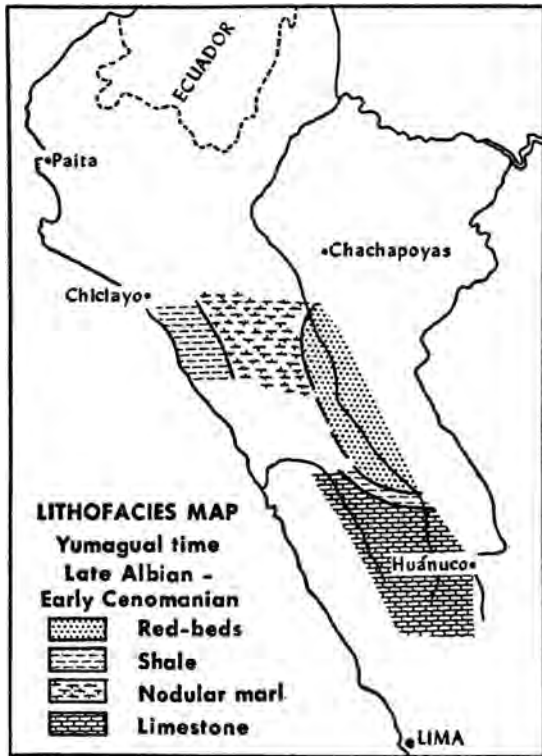 ECUADOR
Paita
Chachapoyas
Chiclayo
LITHOFACIES MAP
Yumagual time
Late Albian -
Early Cenomanian
Red-beds
Shale
Nodular marl
Limestone
Huánuco
LIMA